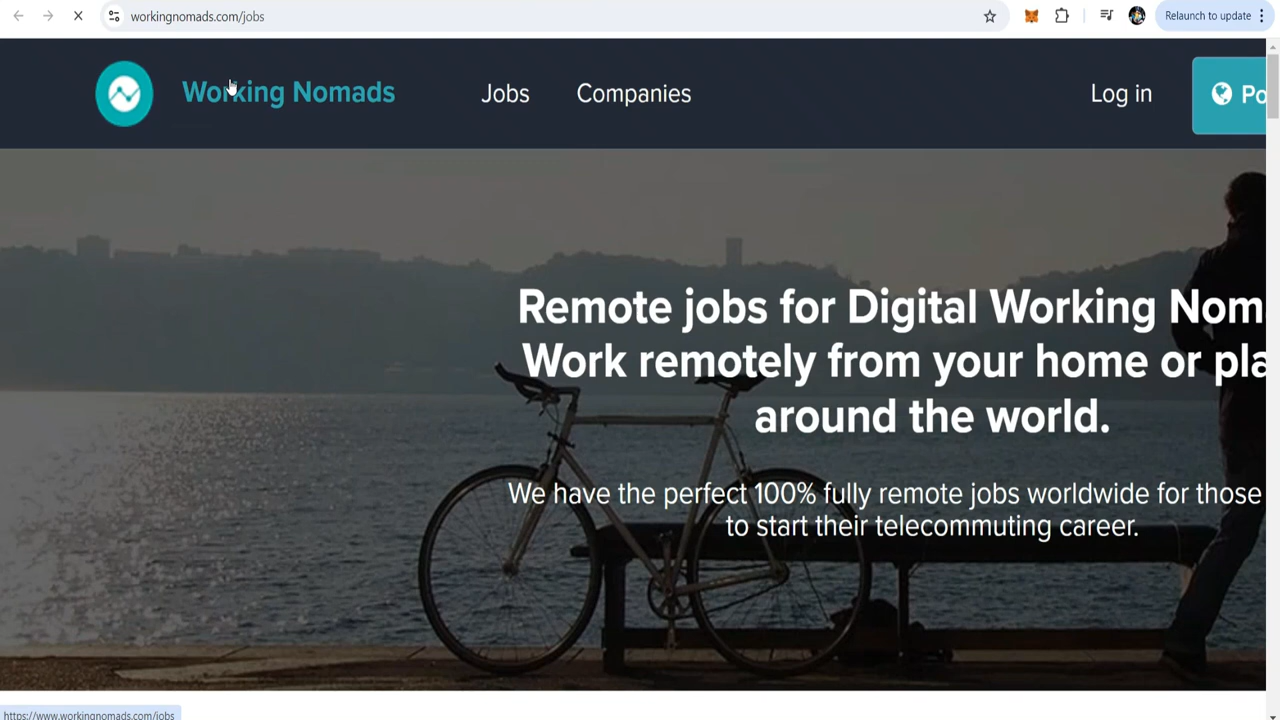 workingnomads.com/jobs
Relaunch to update
Working Nomads
Jobs
Companies
Log in
Po
Remote jobs for Digital Working Nom
Work remotely from your home or pla
around the world.
We have the perfect 100% fully remote jobs worldwide for those
to start their telecommuting career.
https://www.workingnomads.com/jobs